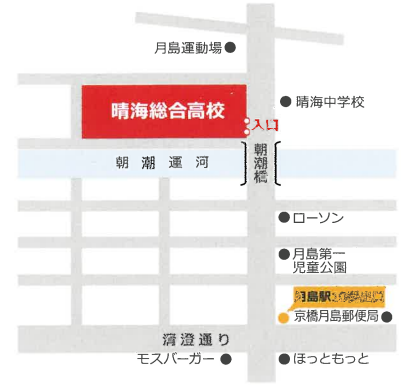 月島運動場
晴海中学校
晴海総合高校
入口
朝潮運河
朝潮橋
ローソン
月島第一
児童公園
月島駅
京橋月島郵便局
清澄通り
モスバーガー
ほっともっと